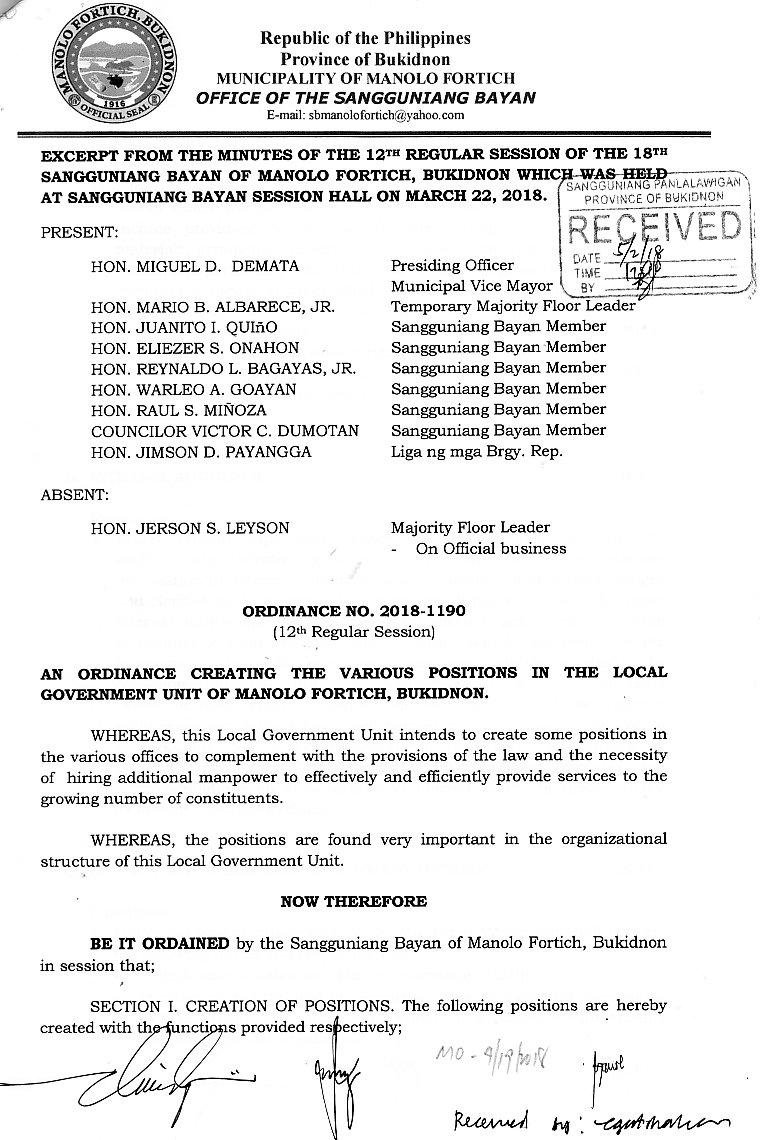 MANOLO FORTICH, BUKIDNON
1916
OFFICIAL SEAL
Republic of the Philippines
Province of Bukidnon
MUNICIPALITY OF MANOLO FORTICH
OFFICE OF THE SANGGUNIANG BAYAN
E-mail: sbmanolofortich@yahoo.com
EXCERPT FROM THE MINUTES OF THE 12TH REGULAR SESSION OF THE 18TH
SANGGUNIANG BAYAN OF MANOLO FORTICH, BUKIDNON WHICH WAS HELD
AT SANGGUNIANG BAYAN SESSION HALL ON MARCH 22, 2018.
SANGGUNIANG PANLALAWIGAN
PROVINCE OF BUKIDNON
RECEIVED
DATE 5/2/18
TIME
BY
PRESENT:
HON. MIGUEL D. DEMATA Presiding Officer
Municipal Vice Mayor
HON. MARIO B. ALBARECE, JR. Temporary Majority Floor Leader
HON. JUANITO I. QUIñO Sangguniang Bayan Member
HON. ELIEZER S. ONAHON Sangguniang Bayan Member
HON. REYNALDO L. BAGAYAS, JR. Sangguniang Bayan Member
HON. WARLEO A. GOAYAN Sangguniang Bayan Member
HON. RAUL S. MIÑOZA Sangguniang Bayan Member
COUNCILOR VICTOR C. DUMOTAN Sangguniang Bayan Member
HON. JIMSON D. PAYANGGA Liga ng mga Brgy. Rep.
ABSENT:
HON. JERSON S. LEYSON Majority Floor Leader
- On Official business
ORDINANCE NO. 2018-1190
(12th Regular Session)
AN ORDINANCE CREATING THE VARIOUS POSITIONS IN THE LOCAL
GOVERNMENT UNIT OF MANOLO FORTICH, BUKIDNON.
WHEREAS, this Local Government Unit intends to create some positions in
the various offices to complement with the provisions of the law and the necessity
of hiring additional manpower to effectively and efficiently provide services to the
growing number of constituents.
WHEREAS, the positions are found very important in the organizational
structure of this Local Government Unit.
NOW THEREFORE
BE IT ORDAINED by the Sangguniang Bayan of Manolo Fortich, Bukidnon
in session that;
SECTION I. CREATION OF POSITIONS. The following positions are hereby
created with the functions provided respectively;
MO - 4/19/2018
Received by: